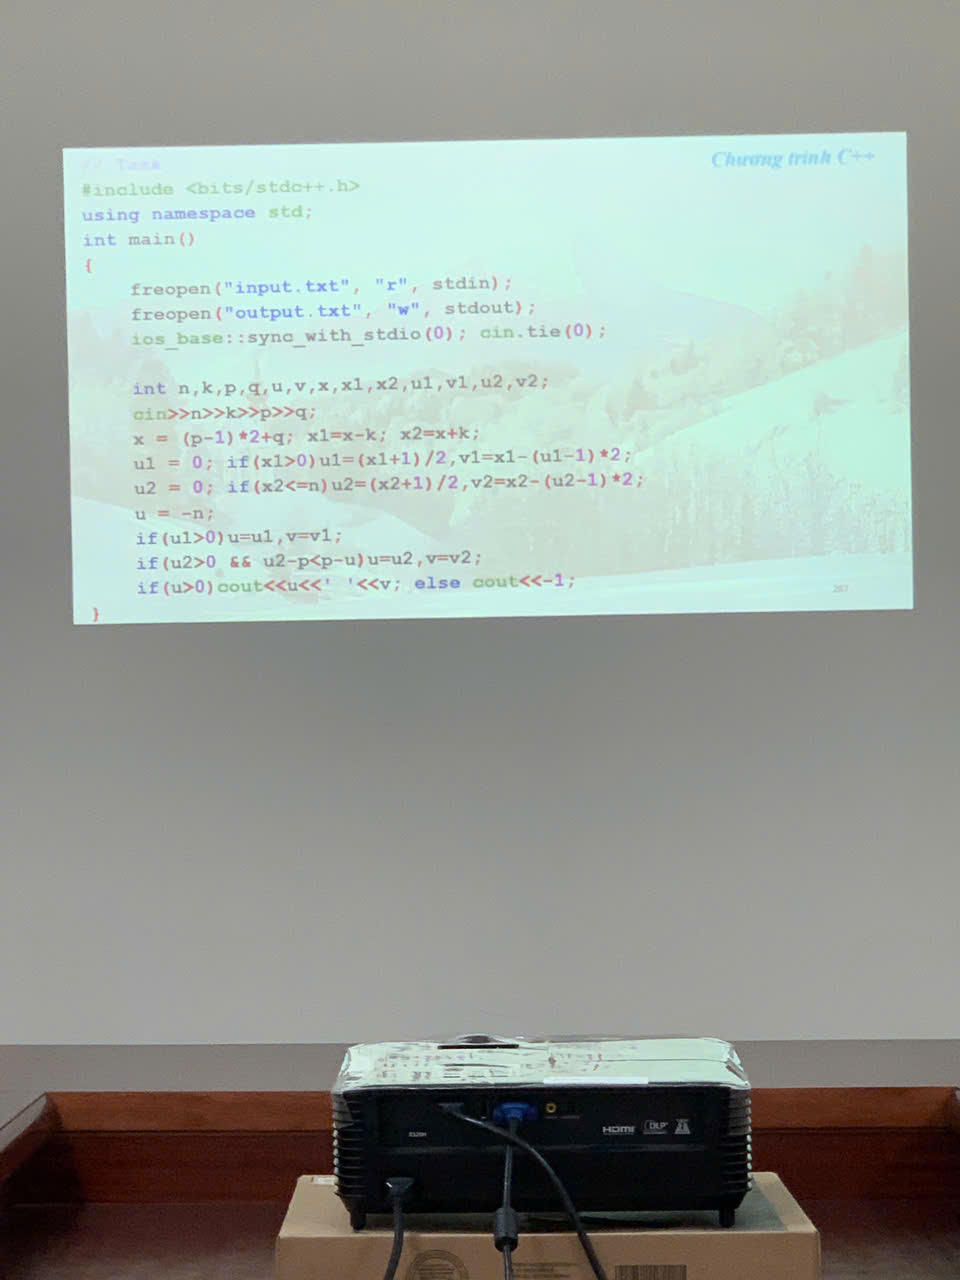 // Task
Chương trình C++
#include <bits/stdc++.h>
using namespace std;
int main()
{
freopen("input.txt", "r", stdin);
freopen("output.txt", "w", stdout);
ios_base::sync_with_stdio(0); cin.tie(0);
int n,k,p,q,u,v,x,x1,x2,u1,v1,u2,v2;
cin>>n>>k>>p>>q;
x = (p-1)*2+q; x1=x-k; x2=x+k;
u1 = 0; if(x1>0)u1=(x1+1)/2,v1=x1-(u1-1)*2;
u2 = 0; if(x2<=n)u2=(x2+1)/2,v2=x2-(u2-1)*2;
u = -n;
if(u1>0)u=u1,v=v1;
if(u2>0 && u2-p<p-u)u=u2,v=v2;
if(u>0)cout<<u<<' '<<v; else cout<<-1;
}
HDMI DLP